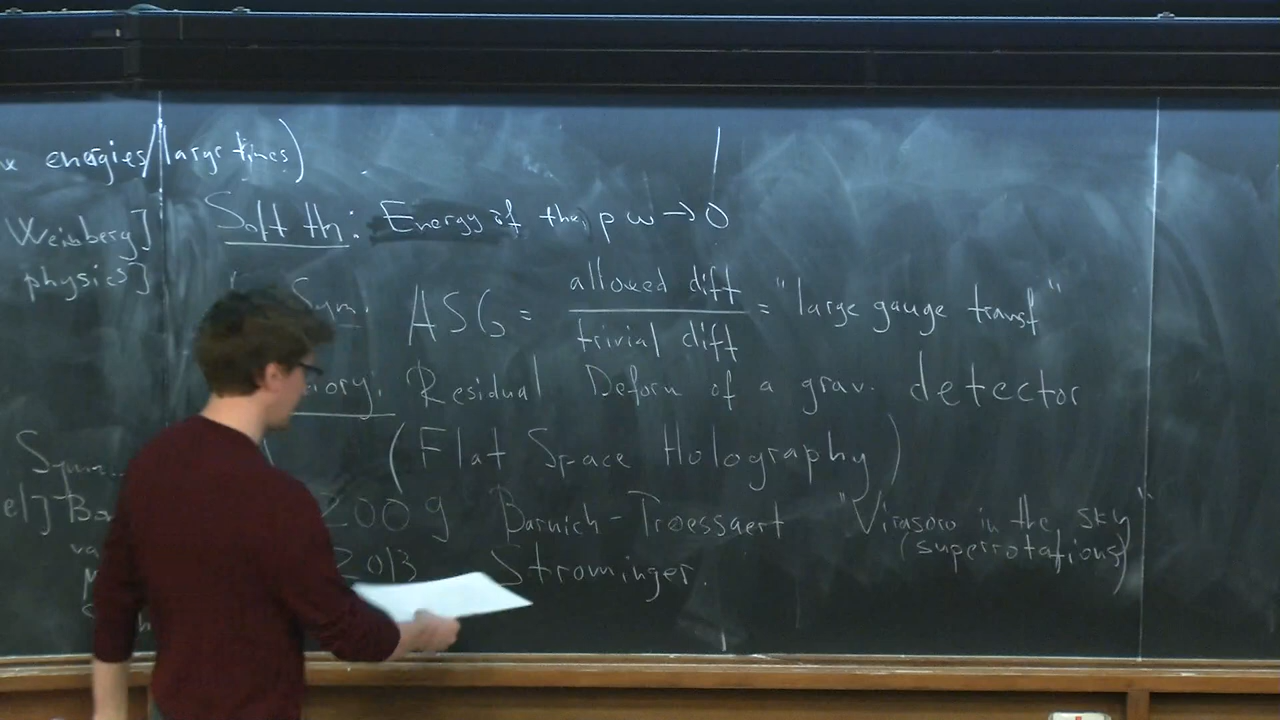 energies/large times)
Weinberg]
physics]
Soft th: Energy of the p ω → 0
Sym: ASG = allowed diff / trivial diff = "large gauge transf"
ory: Residual Deform of a grav. detector
(Flat Space Holography)
Sym
2009 Barnich-Troessaert "Virasoro in the sky"
(superrotations)
2013 Strominger.